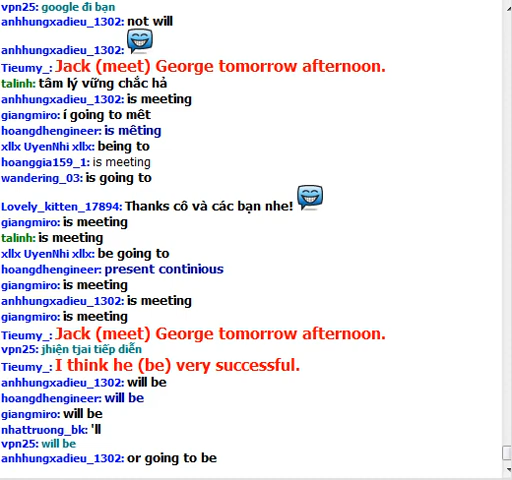 vpn25: google đi bạn
anhhungxadieu_1302: not will
anhhungxadieu_1302:
Tieumy_: Jack (meet) George tomorrow afternoon.
talinh: tâm lý vững chắc hả
anhhungxadieu_1302: is meeting
giangmiro: í going to mêt
hoangdhengineer: is mêting
xllx UyenNhi xllx: being to
hoanggia159_1: is meeting
wandering_03: is going to
Lovely_kitten_17894: Thanks cô và các bạn nhe!
giangmiro: is meeting
talinh: is meeting
xllx UyenNhi xllx: be going to
hoangdhengineer: present continious
giangmiro: is meeting
anhhungxadieu_1302: is meeting
giangmiro: is meeting
Tieumy_: Jack (meet) George tomorrow afternoon.
vpn25: jhiện tjai tiếp diễn
Tieumy_: I think he (be) very successful.
anhhungxadieu_1302: will be
hoangdhengineer: will be
giangmiro: will be
nhattruong_bk: 'll
vpn25: will be
anhhungxadieu_1302: or going to be